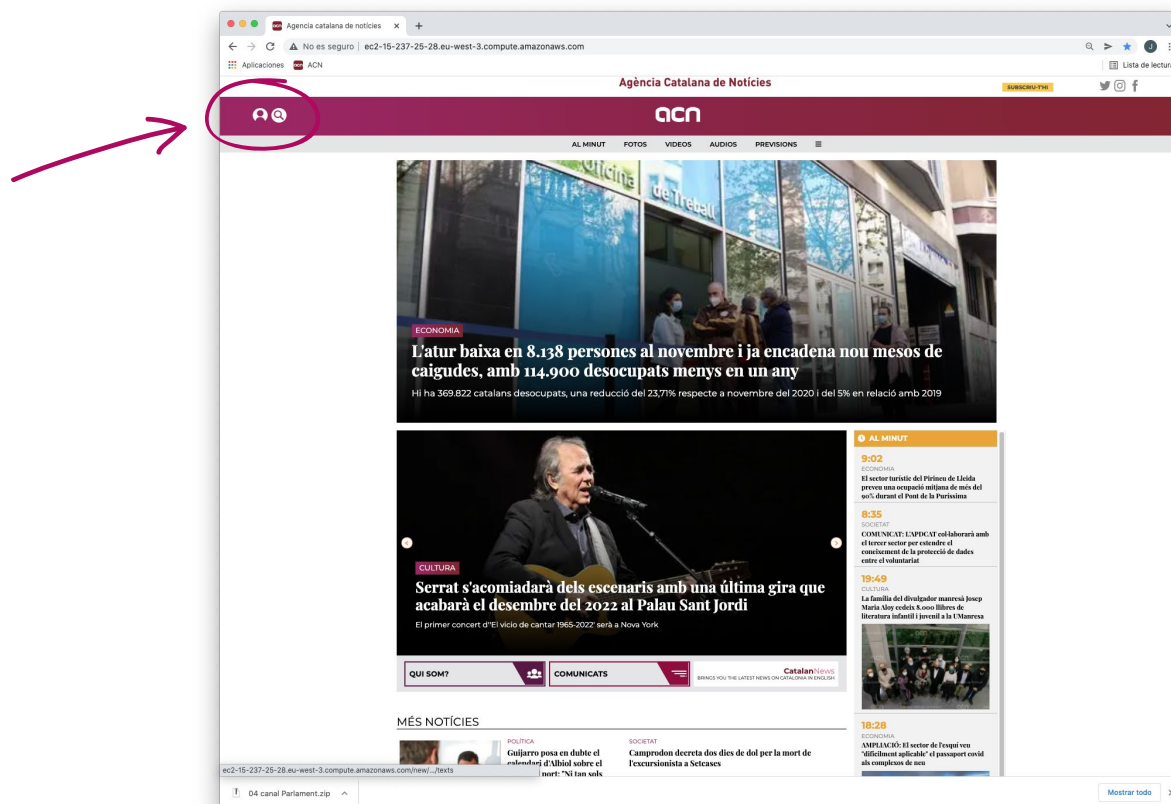 Agencia catalana de notícies
No es seguro
ec2-15-237-25-28.eu-west-3.compute.amazonaws.com
Aplicaciones
ACN
Lista de lectura
Agència Catalana de Notícies
SUBSCRIU-T'HI
acn
AL MINUT FOTOS VIDEOS AUDIOS PREVISIONS
Oficina
de Treball
ECONOMIA
L'atur baixa en 8.138 persones al novembre i ja encadena nou mesos de
caigudes, amb 114.900 desocupats menys en un any
Hi ha 369.822 catalans desocupats, una reducció del 23,71% respecte a novembre del 2020 i del 5% en relació amb 2019
CULTURA
Serrat s'acomiadarà dels escenaris amb una última gira que
acabarà el desembre del 2022 al Palau Sant Jordi
El primer concert d''El vicio de cantar 1965-2022' serà a Nova York
AL MINUT
9:02
ECONOMIA
El sector turístic del Pirineu de Lleida
preveu una ocupació mitjana de més del
90% durant el Pont de la Puríssima
8:35
SOCIETAT
COMUNICAT: L'APDCAT col·laborarà amb
el tercer sector per estendre el
coneixement de la protecció de dades
entre el voluntariat
19:49
CULTURA
La família del divulgador manresà Josep
Maria Aloy cedeix 8.000 llibres de
literatura infantil i juvenil a la UManresa
18:28
ECONOMIA
AMPLIACIÓ: El sector de l'esquí veu
"difícilment aplicable" el passaport covid
als complexos de neu
QUI SOM?
COMUNICATS
CatalanNews
BRINGS YOU THE LATEST NEWS ON CATALONIA IN ENGLISH
MÉS NOTÍCIES
POLÍTICA
Guijarro posa en dubte el
calendari d'Albiol sobre el
port: "Ni tan sols
SOCIETAT
Camprodon decreta dos dies de dol per la mort de
l'excursionista a Setcases
ec2-15-237-25-28.eu-west-3.compute.amazonaws.com/new/.../texts
04 canal Parlament.zip
Mostrar todo